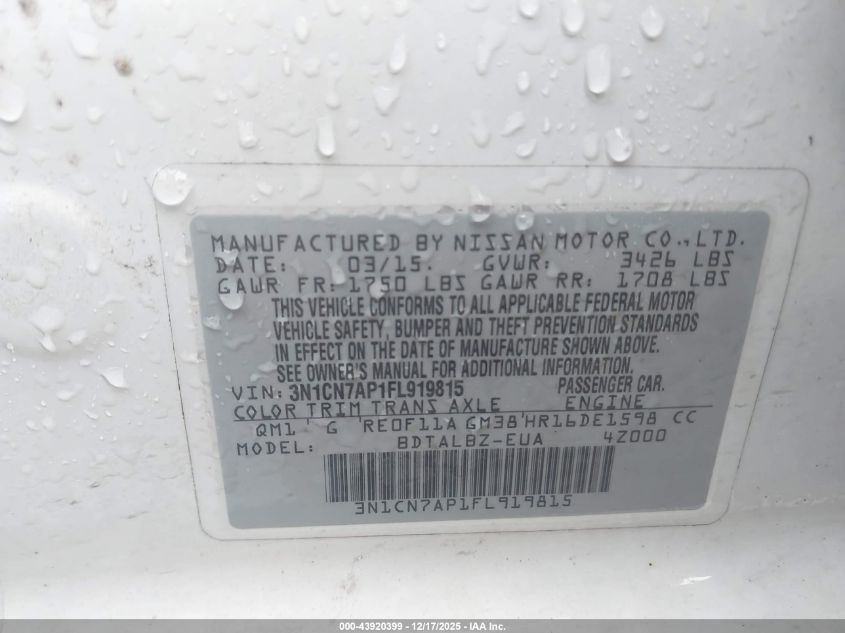 MANUFACTURED BY NISSAN MOTOR CO.,LTD.
DATE: 03/15. GVWR: 3426 LBS
GAWR FR: 1750 LBS GAWR RR: 1708 LBS
THIS VEHICLE CONFORMS TO ALL APPLICABLE FEDERAL MOTOR
VEHICLE SAFETY, BUMPER AND THEFT PREVENTION STANDARDS
IN EFFECT ON THE DATE OF MANUFACTURE SHOWN ABOVE.
SEE OWNER'S MANUAL FOR ADDITIONAL INFORMATION.
VIN: 3N1CN7AP1FL919815 PASSENGER CAR.
COLOR TRIM TRANS AXLE ENGINE
QM1 G RE0F11A GM38 HR16DE1598 CC
MODEL: BDTALBZ-EUA 4Z000
3N1CN7AP1FL919815
000-43920399 - 12/17/2025 - IAA Inc.